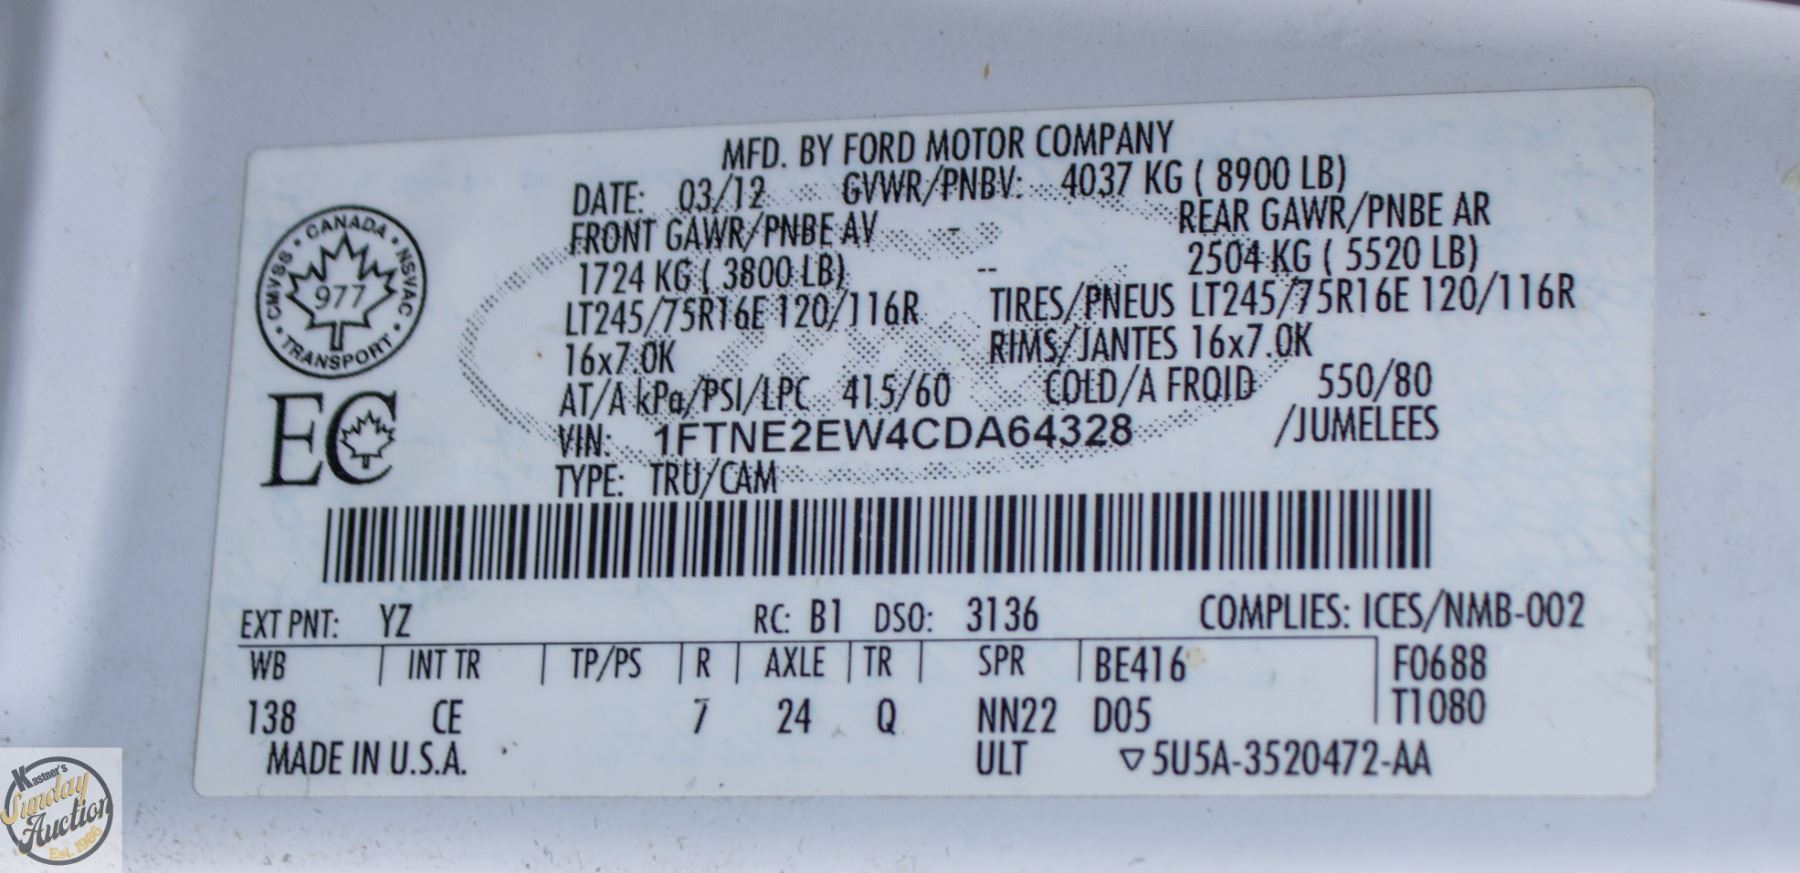 MFD. BY FORD MOTOR COMPANY
DATE: 03/12 GVWR/PNBV: 4037 KG ( 8900 LB)
FRONT GAWR/PNBE AV - REAR GAWR/PNBE AR
1724 KG ( 3800 LB) -- 2504 KG ( 5520 LB)
LT245/75R16E 120/116R TIRES/PNEUS LT245/75R16E 120/116R
16x7.0K RIMS/JANTES 16x7.0K
AT/A kPa/PSI/LPC 415/60 COLD/A FROID 550/80
VIN: 1FTNE2EW4CDA64328 /JUMELEES
TYPE: TRU/CAM
CANADA • NSVAC • TRANSPORT • CMVSS •
977
EC
EXT PNT: YZ RC: B1 DSO: 3136 COMPLIES: ICES/NMB-002
WB | INT TR | TP/PS | R | AXLE | TR | SPR | BE416 F0688
138 CE 7 24 Q NN22 D05 | T1080
MADE IN U.S.A. ULT ▽5U5A-3520472-AA
Kastner's
Sunday
Auction
Est. 1986